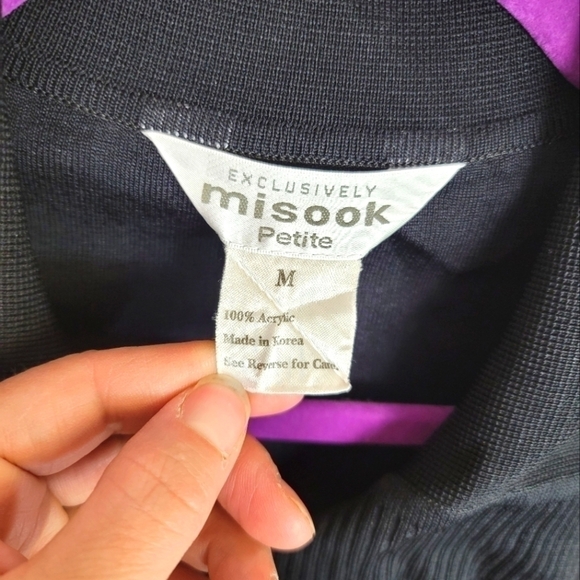 EXCLUSIVELY
misook
Petite
M
100% Acrylic
Made in Korea
See Reverse for Care.